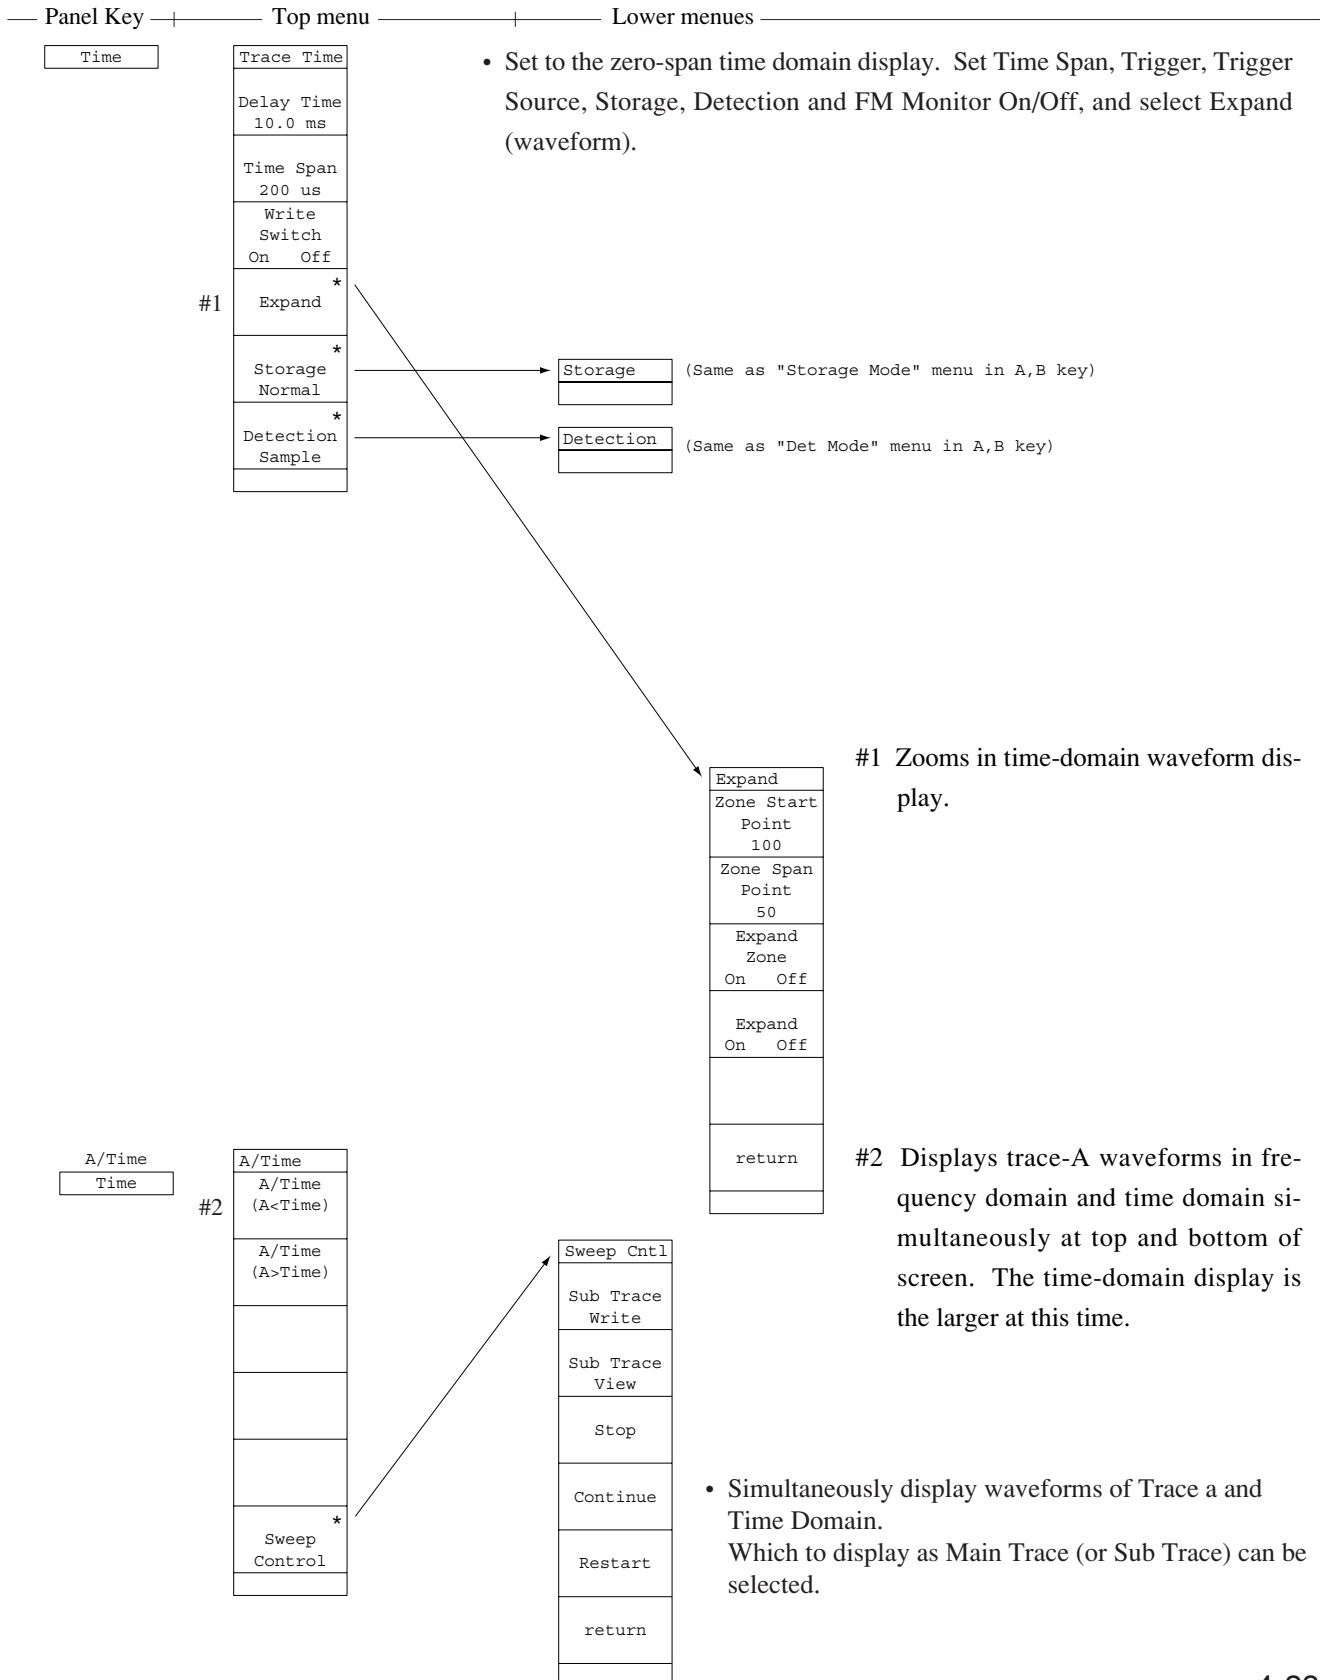 Panel Key
Top menu
Lower menues
Time
Trace Time
Delay Time
10.0 ms
Time Span
200 us
Write
Switch
On Off
*
#1 Expand
*
Storage
Normal
*
Detection
Sample
• Set to the zero-span time domain display. Set Time Span, Trigger, Trigger
Source, Storage, Detection and FM Monitor On/Off, and select Expand
(waveform).
Storage (Same as "Storage Mode" menu in A,B key)
Detection (Same as "Det Mode" menu in A,B key)
Expand
Zone Start
Point
100
Zone Span
Point
50
Expand
Zone
On Off
Expand
On Off
return
#1 Zooms in time-domain waveform dis-
play.
A/Time
Time
A/Time
#2 A/Time
(A<Time)
A/Time
(A>Time)
*
Sweep
Control
Sweep Cntl
Sub Trace
Write
Sub Trace
View
Stop
Continue
Restart
return
#2 Displays trace-A waveforms in fre-
quency domain and time domain si-
multaneously at top and bottom of
screen. The time-domain display is
the larger at this time.
• Simultaneously display waveforms of Trace a and
Time Domain.
Which to display as Main Trace (or Sub Trace) can be
selected.